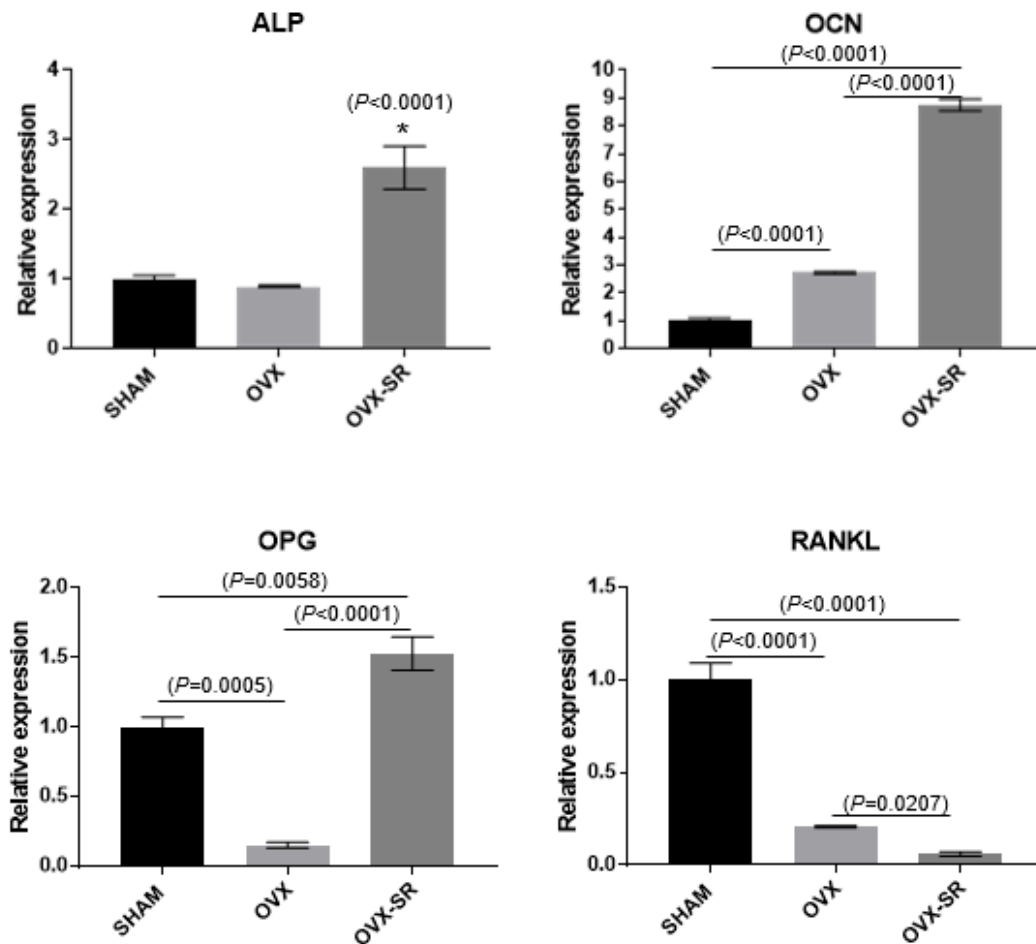 ALP
Relative expression
4
3
2
1
0
(P<0.0001)
*
SHAM
OVX
OVX-SR
OCN
Relative expression
10
9
8
7
6
5
4
3
2
1
0
(P<0.0001)
(P<0.0001)
(P<0.0001)
SHAM
OVX
OVX-SR
OPG
Relative expression
2.0
1.5
1.0
0.5
0.0
(P=0.0058)
(P<0.0001)
(P=0.0005)
SHAM
OVX
OVX-SR
RANKL
Relative expression
1.5
1.0
0.5
0.0
(P<0.0001)
(P<0.0001)
(P=0.0207)
SHAM
OVX
OVX-SR